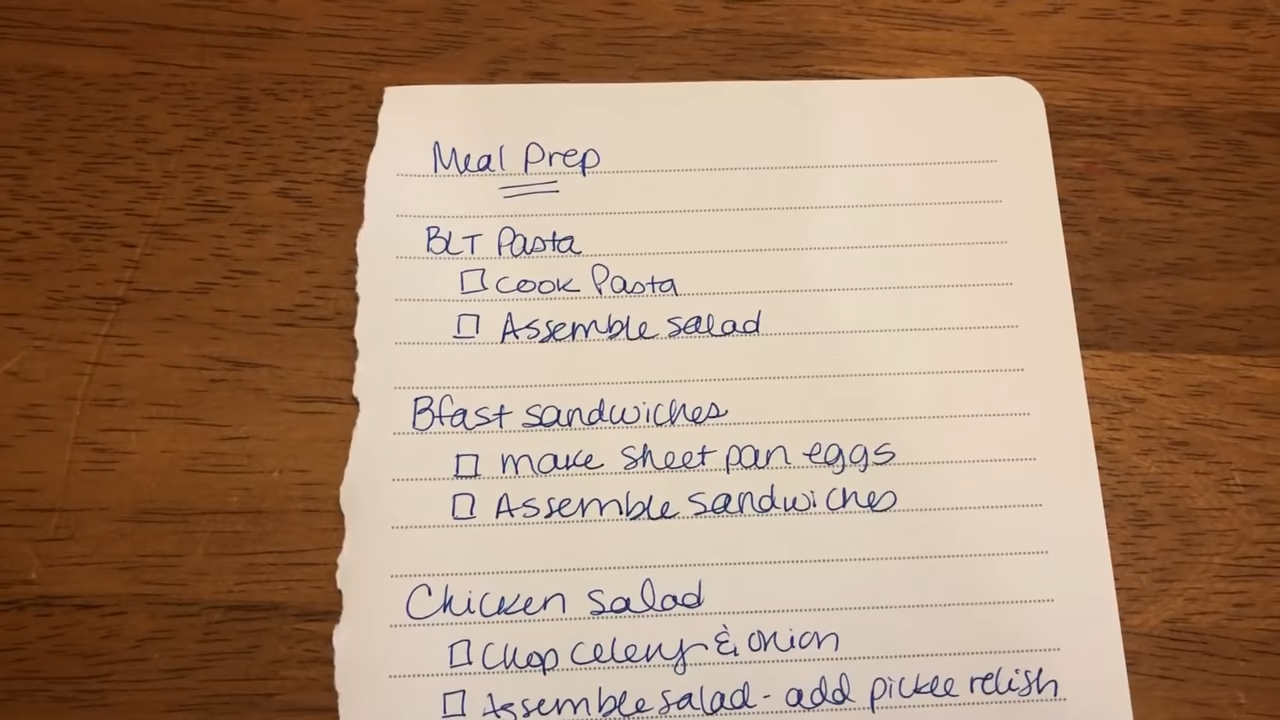 Meal Prep
BLT Pasta
☐ Cook Pasta
☐ Assemble salad
Bfast sandwiches
☐ make sheet pan eggs
☐ Assemble sandwiches
Chicken salad
☐ Chop celery & onion
☐ Assemble salad - add pickle relish